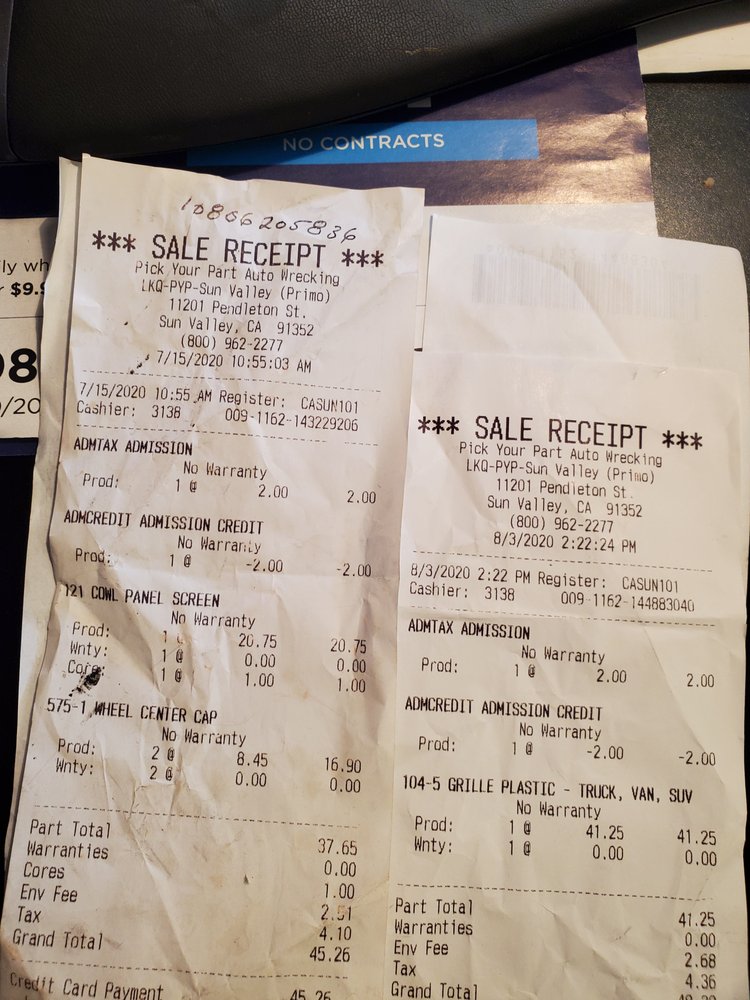 NO CONTRACTS
10806205836
*** SALE RECEIPT ***
Pick Your Part Auto Wrecking
LKQ-PYP-Sun Valley (Primo)
11201 Pendleton St.
Sun Valley, CA 91352
(800) 962-2277
7/15/2020 10:55:03 AM
7/15/2020 10:55 AM Register: CASUN101
Cashier: 3138 009-1162-143229206
ADMTAX ADMISSION
No Warranty
Prod: 1 @ 2.00 2.00
ADMCREDIT ADMISSION CREDIT
No Warranty
Prod: 1 @ -2.00 -2.00
121 COWL PANEL SCREEN
No Warranty
Prod: 1 @ 20.75 20.75
Wnty: 1 @ 0.00 0.00
Core 1 @ 1.00 1.00
575-1 WHEEL CENTER CAP
No Warranty
Prod: 2 @ 8.45 16.90
Wnty: 2 @ 0.00 0.00
Part Total 37.65
Warranties 0.00
Cores 1.00
Env Fee 2.51
Tax 4.10
Grand Total 45.26
Credit Card Payment 45.26
*** SALE RECEIPT ***
Pick Your Part Auto Wrecking
LKQ-PYP-Sun Valley (Primo)
11201 Pendleton St.
Sun Valley, CA 91352
(800) 962-2277
8/3/2020 2:22:24 PM
8/3/2020 2:22 PM Register: CASUN101
Cashier: 3138 009-1162-144883040
ADMTAX ADMISSION
No Warranty
Prod: 1 @ 2.00 2.00
ADMCREDIT ADMISSION CREDIT
No Warranty
Prod: 1 @ -2.00 -2.00
104-5 GRILLE PLASTIC - TRUCK, VAN, SUV
No Warranty
Prod: 1 @ 41.25 41.25
Wnty: 1 @ 0.00 0.00
Part Total 41.25
Warranties 0.00
Env Fee 2.68
Tax 4.36
Grand Total